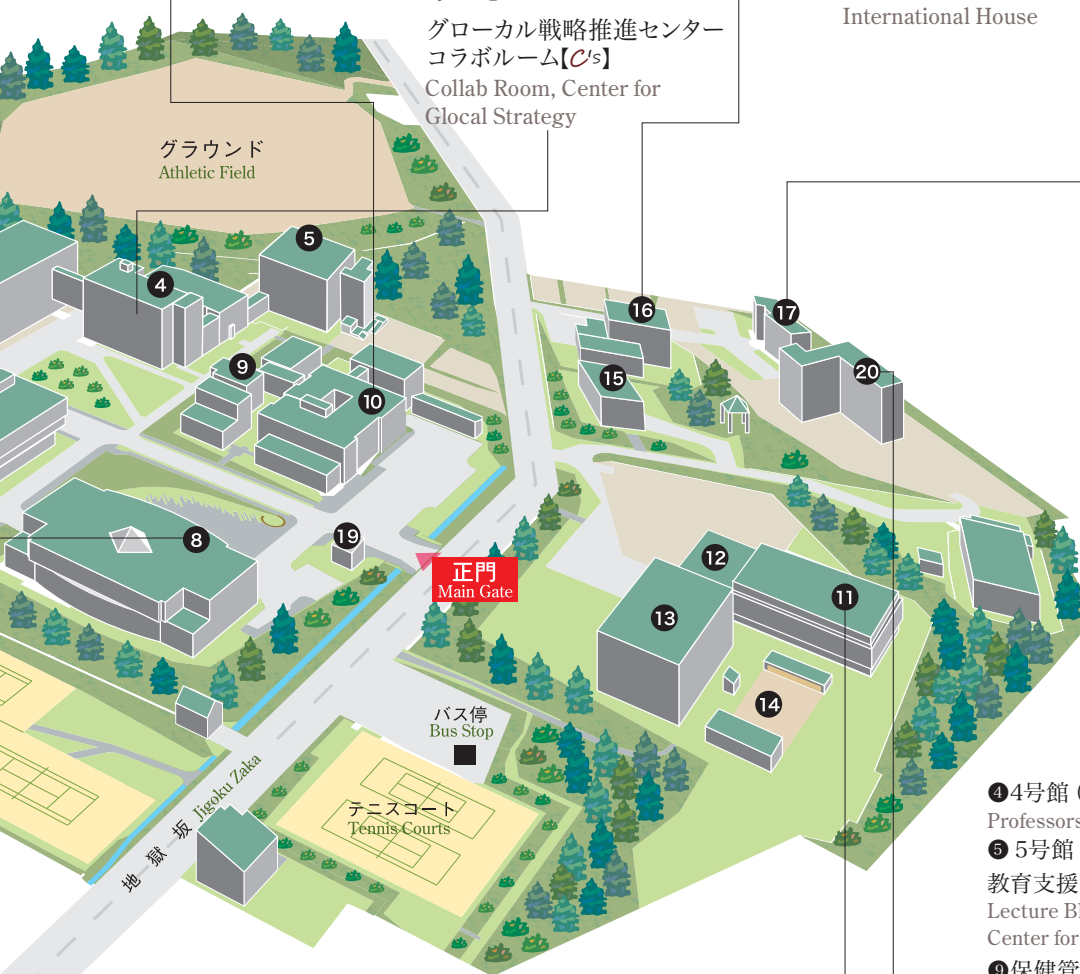 グローカル戦略推進センター
コラボルーム【C's】
Collab Room, Center for
Glocal Strategy
International House
グラウンド
Athletic Field
5
4
16
17
9
15
20
10
8
19
正門
Main Gate
12
11
13
14
バス停
Bus Stop
テニスコート
Tennis Courts
地獄坂 Jigoku Zaka
❹4号館
Professors
❺ 5号館
教育支援
Lecture
Center for
❾保健管